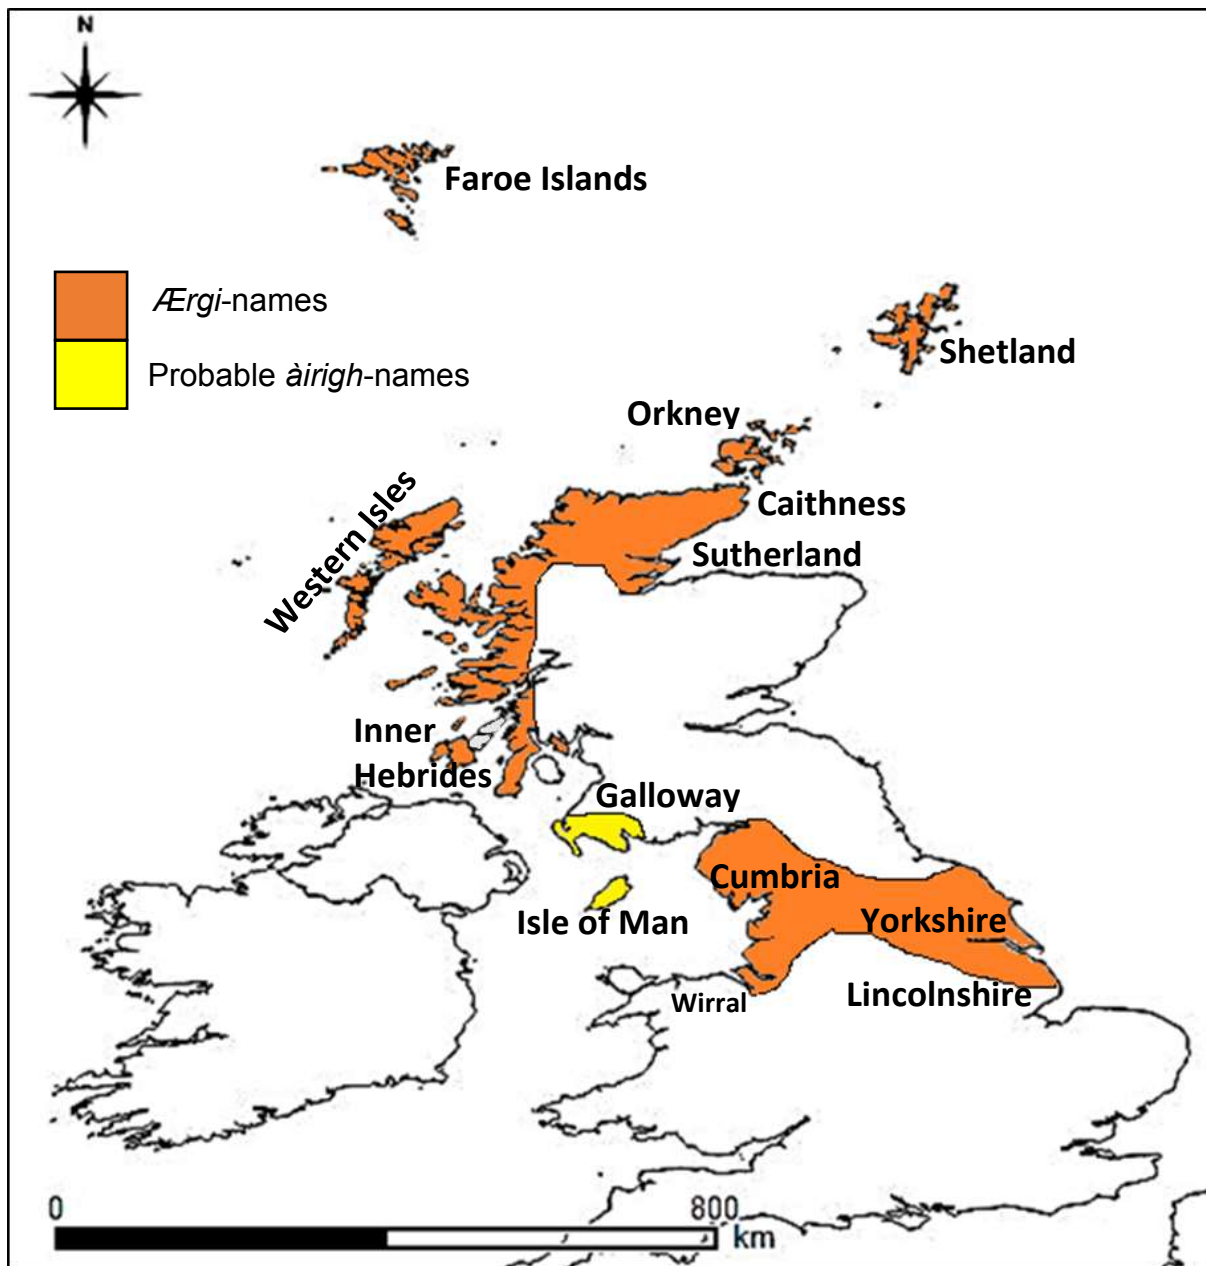 N
Faroe Islands
Ærgi-names
Shetland
Probable àirigh-names
Orkney
Western Isles
Caithness
Sutherland
Inner
Hebrides
Galloway
Cumbria
Isle of Man
Yorkshire
Wirral
Lincolnshire
0
800
km